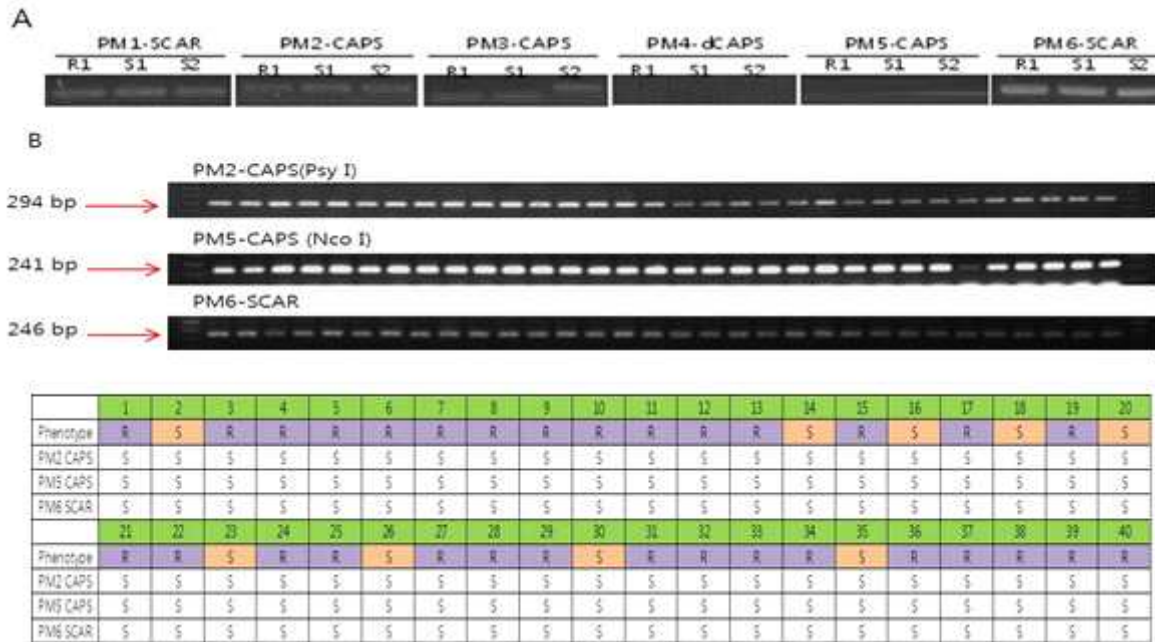 A
PM1-SCAR PM2-CAPS PM3-CAPS PM4-dCAPS PM5-CAPS PM6-SCAR
R1 S1 S2 R1 S1 S2 R1 S1 S2 R1 S1 S2 R1 S1 S2 R1 S1 S2
B
PM2-CAPS(Psy I)
294 bp
PM5-CAPS (Nco I)
241 bp
PM6-SCAR
246 bp
1 2 3 4 5 6 7 8 9 10 11 12 13 14 15 16 17 18 19 20
Phenotype R S R R R R R R R R R R R S R S R S R S
PM2 CAPS S S S S S S S S S S S S S S S S S S S S
PM5 CAPS S S S S S S S S S S S S S S S S S S S S
PM6 SCAR S S S S S S S S S S S S S S S S S S S S
21 22 23 24 25 26 27 28 29 30 31 32 33 34 35 36 37 38 39 40
Phenotype R R S R R S R R R S R R R R S R R R R R
PM2 CAPS S S S S S S S S S S S S S S S S S S S S
PM5 CAPS S S S S S S S S S S S S S S S S S S S S
PM6 SCAR S S S S S S S S S S S S S S S S S S S S